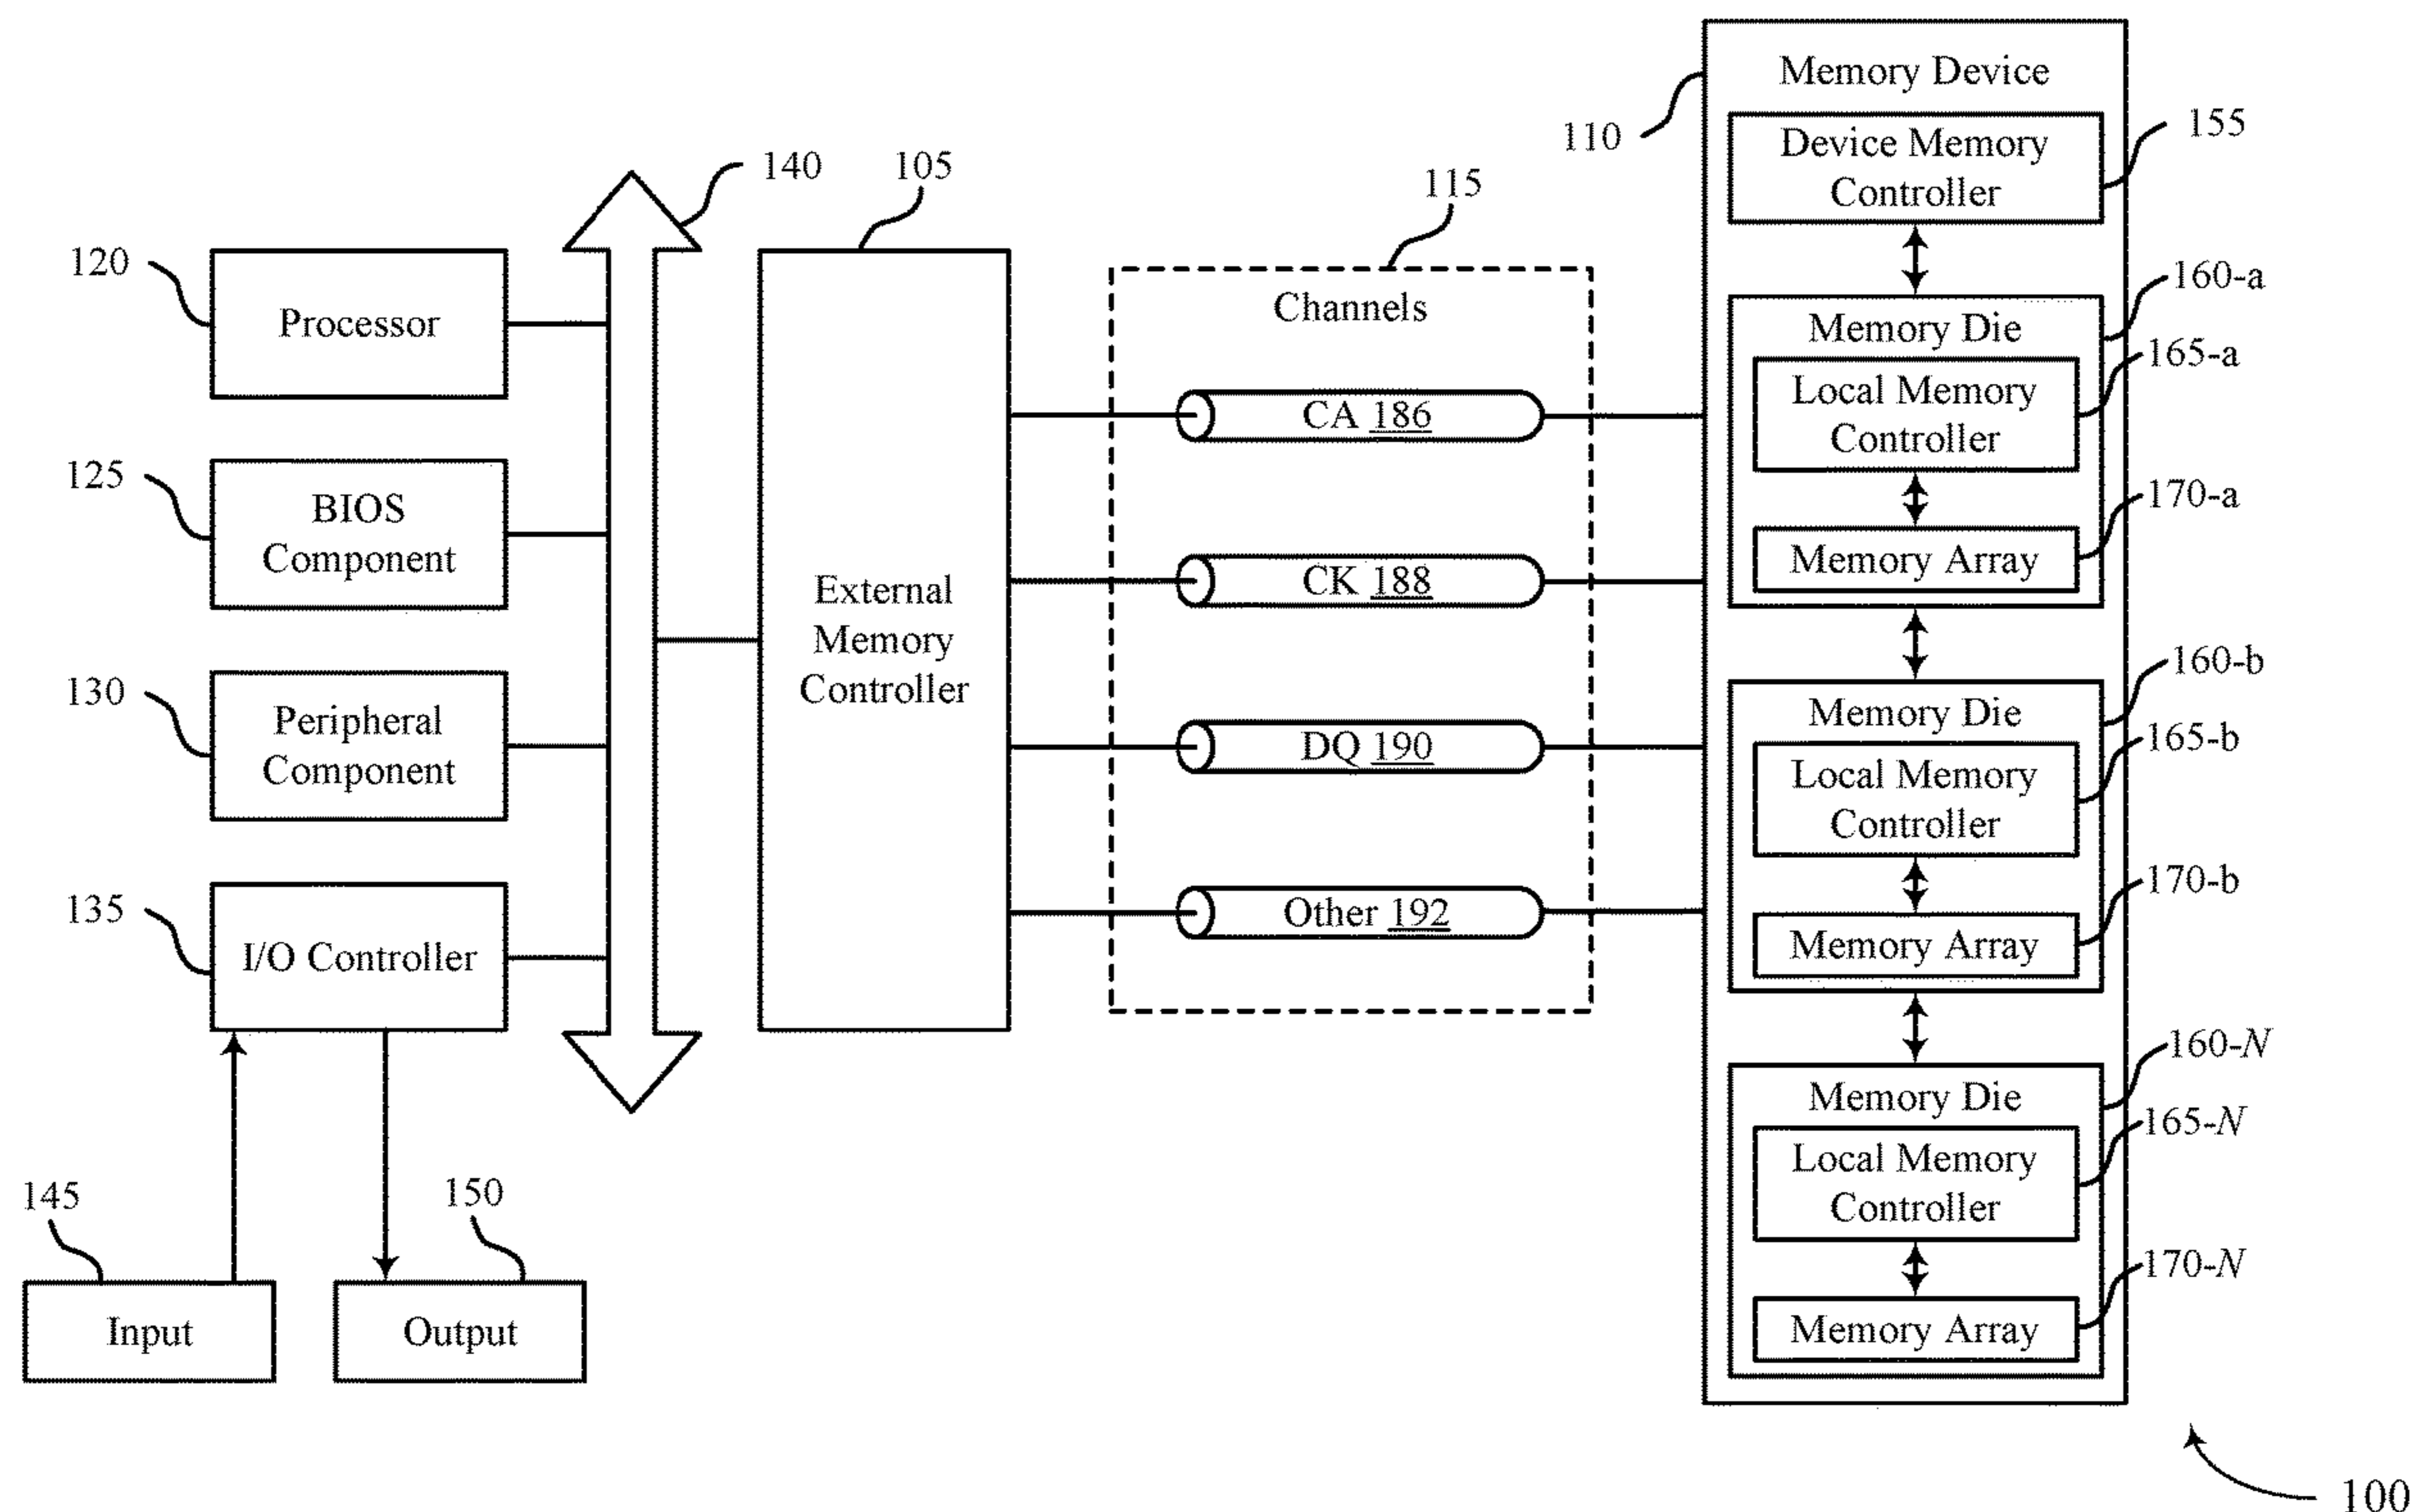 120
Processor
125
BIOS
Component
130
Peripheral
Component
135
I/O Controller
145
Input
150
Output
140
105
External
Memory
Controller
115
Channels
CA 186
CK 188
DQ 190
Other 192
110
Memory Device
Device Memory
Controller
155
160-a
Memory Die
165-a
Local Memory
Controller
170-a
Memory Array
160-b
Memory Die
165-b
Local Memory
Controller
170-b
Memory Array
160-N
Memory Die
165-N
Local Memory
Controller
170-N
Memory Array
100